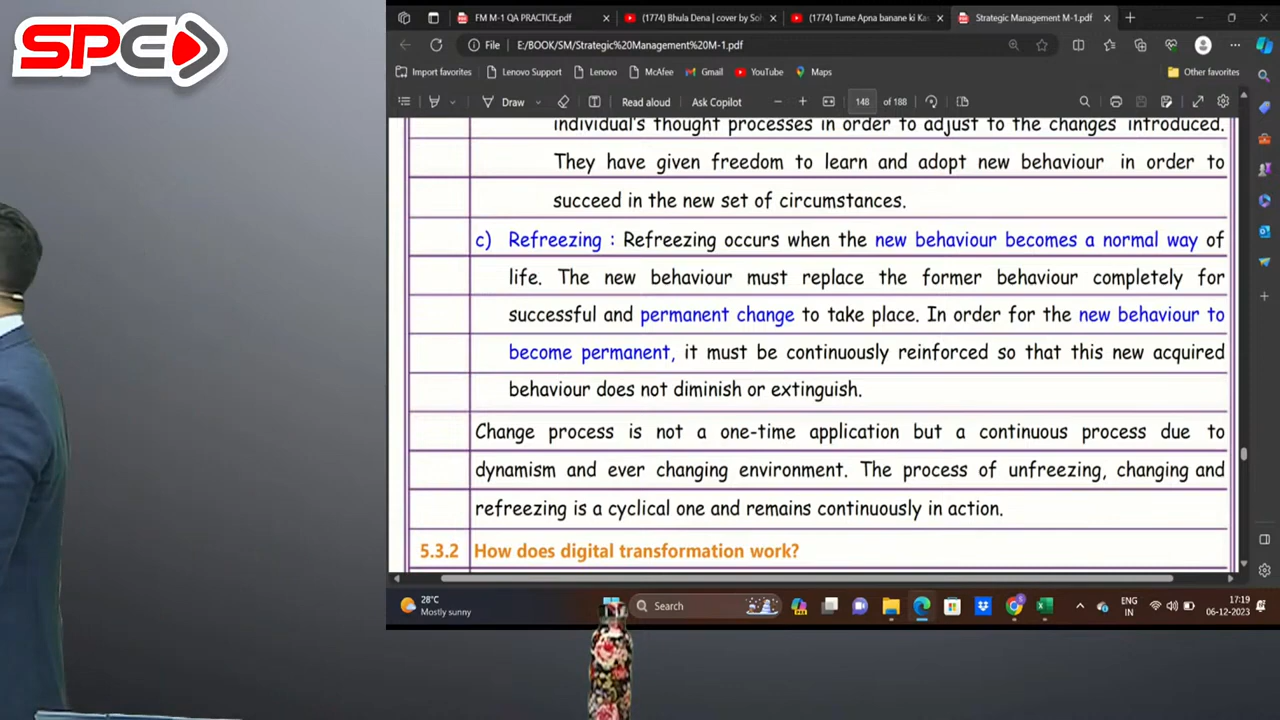 SPC
FM M-1 QA PRACTICE.pdf
(1774) Bhula Dena | cover by Soh
(1774) Tume Apna banane ki Kas
Strategic Management M-1.pdf
File
E:/BOOK/SM/Strategic%20Management%20M-1.pdf
Import favorites
Lenovo Support
Lenovo
McAfee
Gmail
YouTube
Maps
Other favorites
Draw
Read aloud
Ask Copilot
148
of 188
individual's thought processes in order to adjust to the changes introduced.
They have given freedom to learn and adopt new behaviour in order to
succeed in the new set of circumstances.
c) Refreezing : Refreezing occurs when the new behaviour becomes a normal way of
life. The new behaviour must replace the former behaviour completely for
successful and permanent change to take place. In order for the new behaviour to
become permanent, it must be continuously reinforced so that this new acquired
behaviour does not diminish or extinguish.
Change process is not a one-time application but a continuous process due to
dynamism and ever changing environment. The process of unfreezing, changing and
refreezing is a cyclical one and remains continuously in action.
5.3.2 How does digital transformation work?
28°C
Mostly sunny
Search
ENG
IN
17:19
06-12-2023